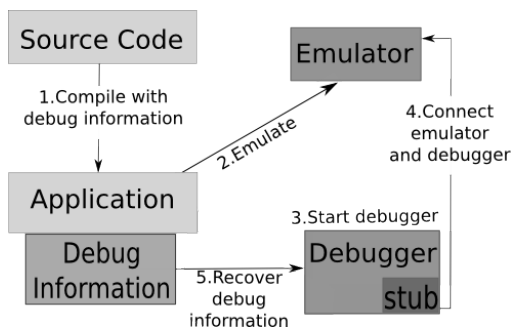 Source Code
Emulator
1.Compile with
debug information
2.Emulate
4.Connect
emulator
and debugger
Application
3.Start debugger
Debug
Information
Debugger
stub
5.Recover
debug
information